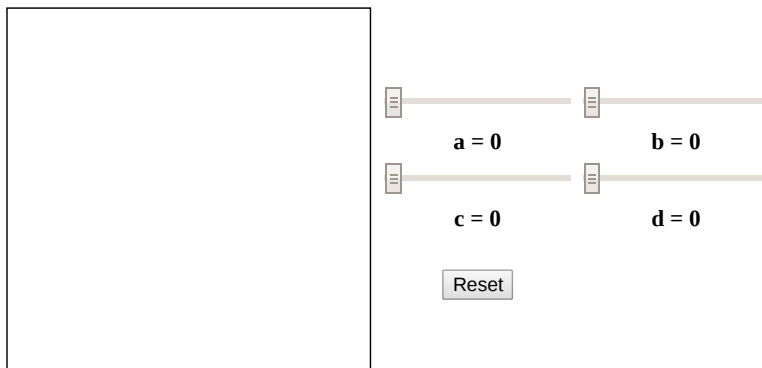 a = 0 b = 0
c = 0 d = 0
Reset